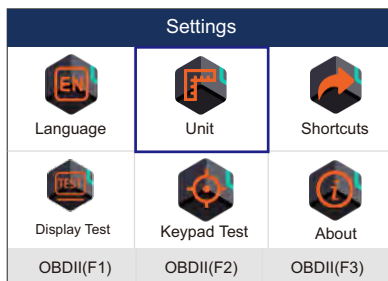 Settings
EN
Language Unit Shortcuts
TEST
Display Test Keypad Test About
OBDII(F1) OBDII(F2) OBDII(F3)